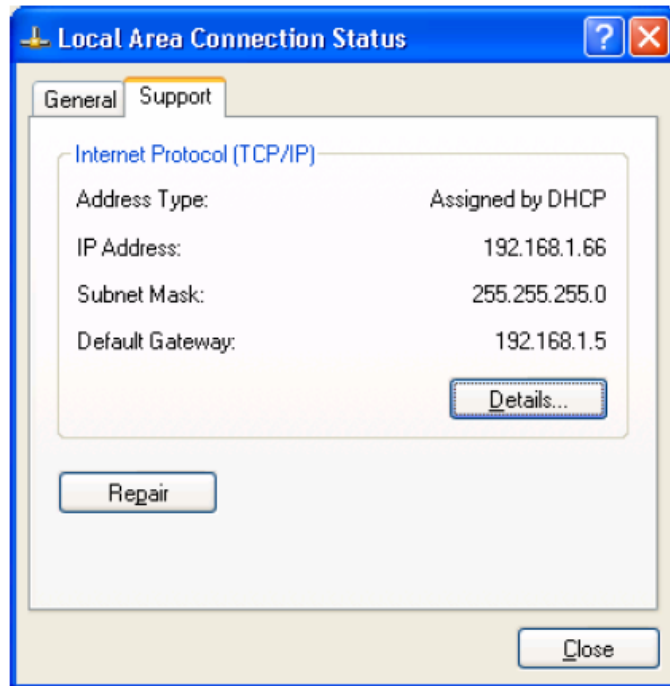 Local Area Connection Status
General Support
Internet Protocol (TCP/IP)
Address Type: Assigned by DHCP
IP Address: 192.168.1.66
Subnet Mask: 255.255.255.0
Default Gateway: 192.168.1.5
Details...
Repair
Close